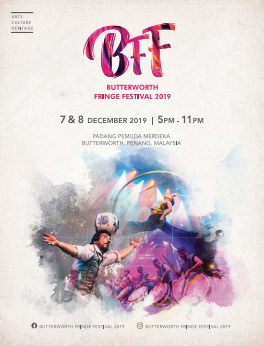 ARTS
CULTURE
HERITAGE
BFF
BUTTERWORTH
FRINGE FESTIVAL 2019
7 & 8 DECEMBER 2019 | 5PM - 11PM
PADANG PEMUDA MERDEKA
BUTTERWORTH, PENANG, MALAYSIA
BUTTERWORTH FRINGE FESTIVAL 2019
BUTTERWORTH FRINGE FESTIVAL 2019